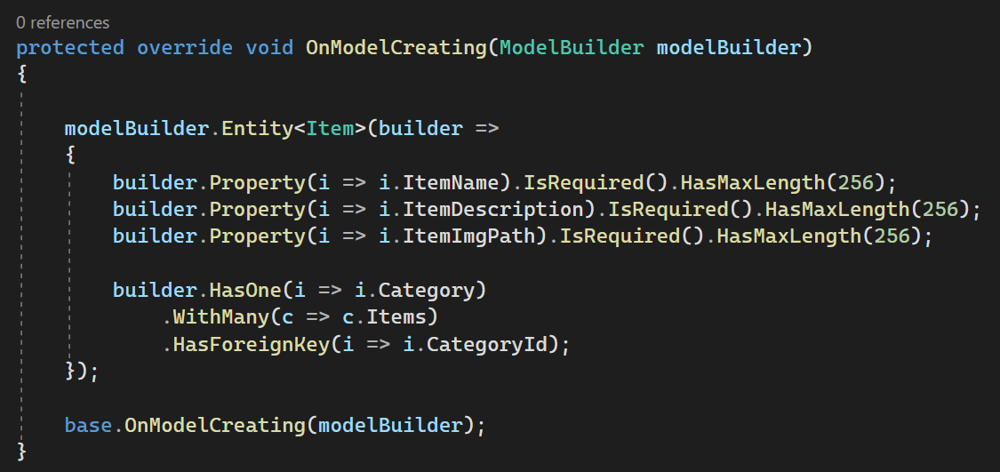 0 references
protected override void OnModelCreating(ModelBuilder modelBuilder)
{
modelBuilder.Entity<Item>(builder =>
{
builder.Property(i => i.ItemName).IsRequired().HasMaxLength(256);
builder.Property(i => i.ItemDescription).IsRequired().HasMaxLength(256);
builder.Property(i => i.ItemImgPath).IsRequired().HasMaxLength(256);
builder.HasOne(i => i.Category)
.WithMany(c => c.Items)
.HasForeignKey(i => i.CategoryId);
});
base.OnModelCreating(modelBuilder);
}